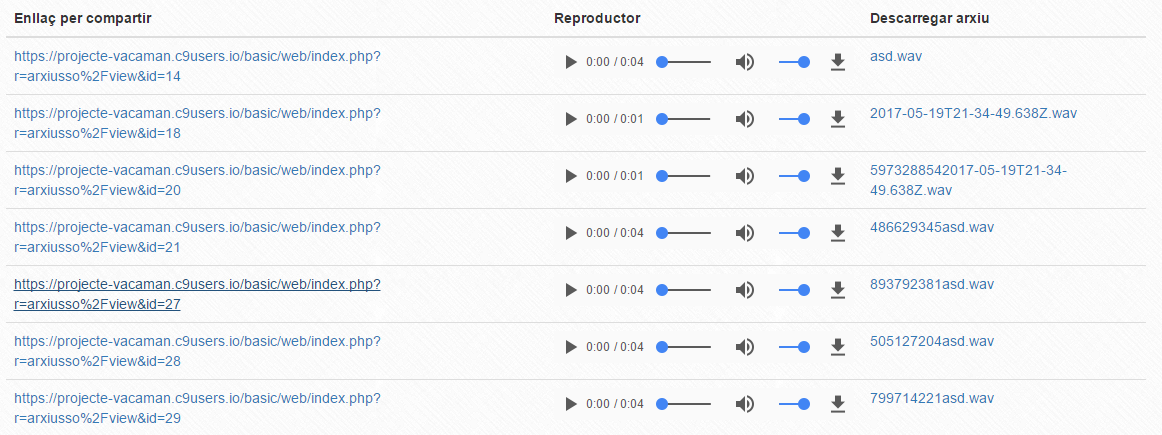 Enllaç per compartir Reproductor Descarregar arxiu
https://projecte-vacaman.c9users.io/basic/web/index.php? 0:00 / 0:04 asd.wav
r=arxiusso%2Fview&id=14
https://projecte-vacaman.c9users.io/basic/web/index.php? 0:00 / 0:01 2017-05-19T21-34-49.638Z.wav
r=arxiusso%2Fview&id=18
https://projecte-vacaman.c9users.io/basic/web/index.php? 0:00 / 0:01 5973288542017-05-19T21-34-
r=arxiusso%2Fview&id=20 49.638Z.wav
https://projecte-vacaman.c9users.io/basic/web/index.php? 0:00 / 0:04 486629345asd.wav
r=arxiusso%2Fview&id=21
https://projecte-vacaman.c9users.io/basic/web/index.php? 0:00 / 0:04 893792381asd.wav
r=arxiusso%2Fview&id=27
https://projecte-vacaman.c9users.io/basic/web/index.php? 0:00 / 0:04 505127204asd.wav
r=arxiusso%2Fview&id=28
https://projecte-vacaman.c9users.io/basic/web/index.php? 0:00 / 0:04 799714221asd.wav
r=arxiusso%2Fview&id=29